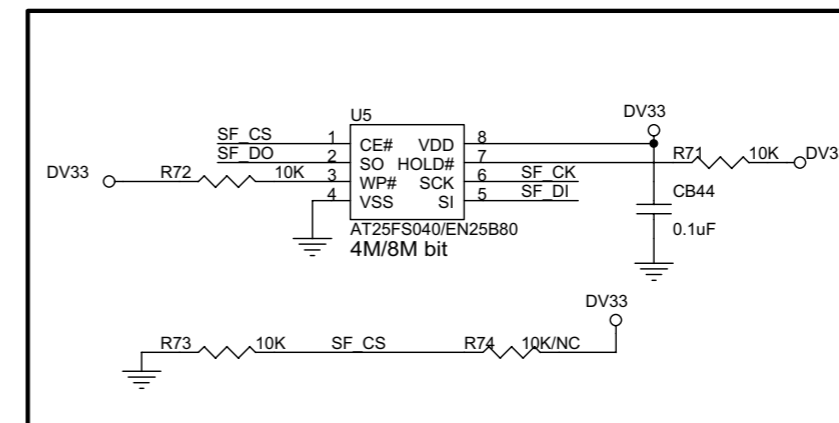 U5
DV33
SF_CS 1 CE# VDD 8
SF_DO 2 SO HOLD# 7 R71 10K DV3
DV33 R72 10K 3 WP# SCK 6 SF_CK
4 VSS SI 5 SF_DI
CB44
0.1uF
AT25FS040/EN25B80
4M/8M bit
DV33
R73 10K SF_CS R74 10K/NC